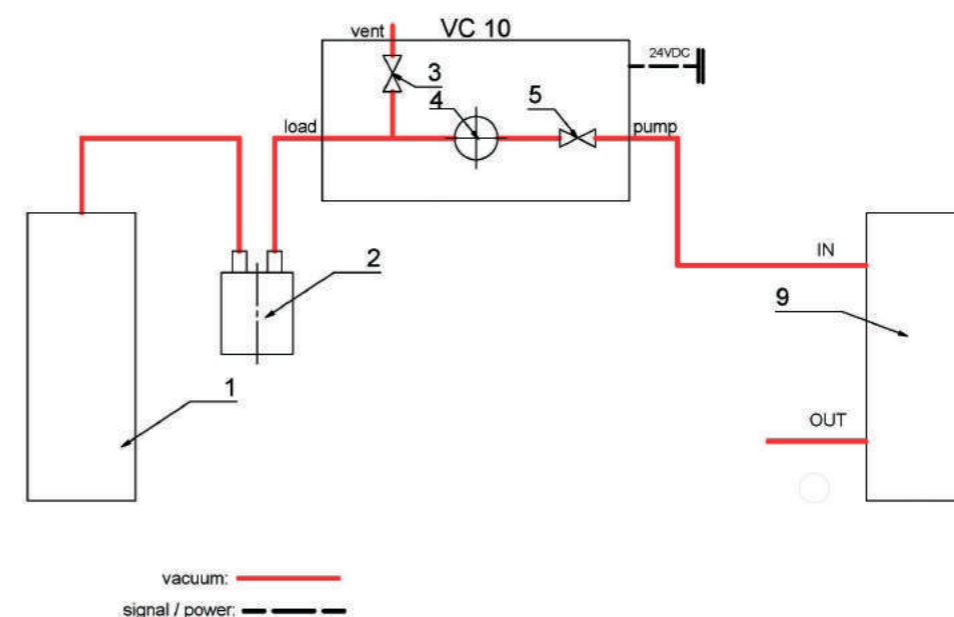 vent
VC 10
24VDC
3
4
5
load
pump
2
IN
9
1
OUT
vacuum:
signal / power: